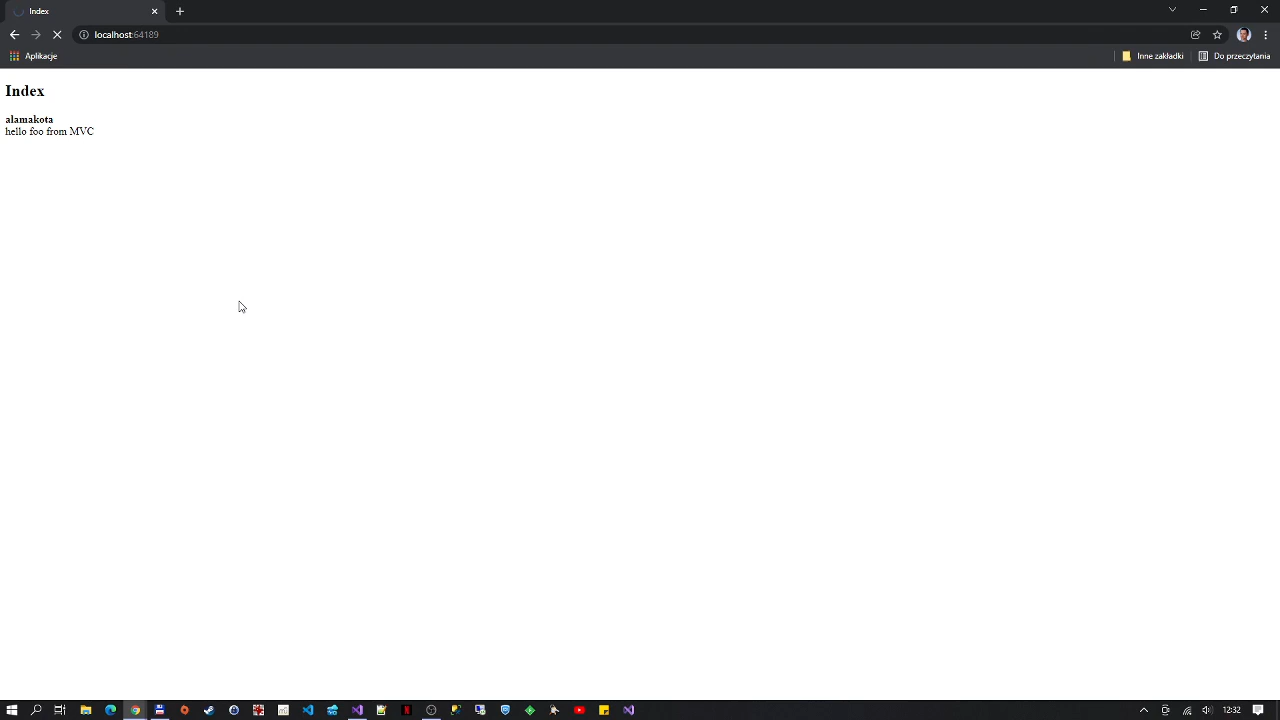 Index
localhost:64189
Aplikacje
Inne zakładki
Do przeczytania
Index
alamakota
hello foo from MVC
12:32